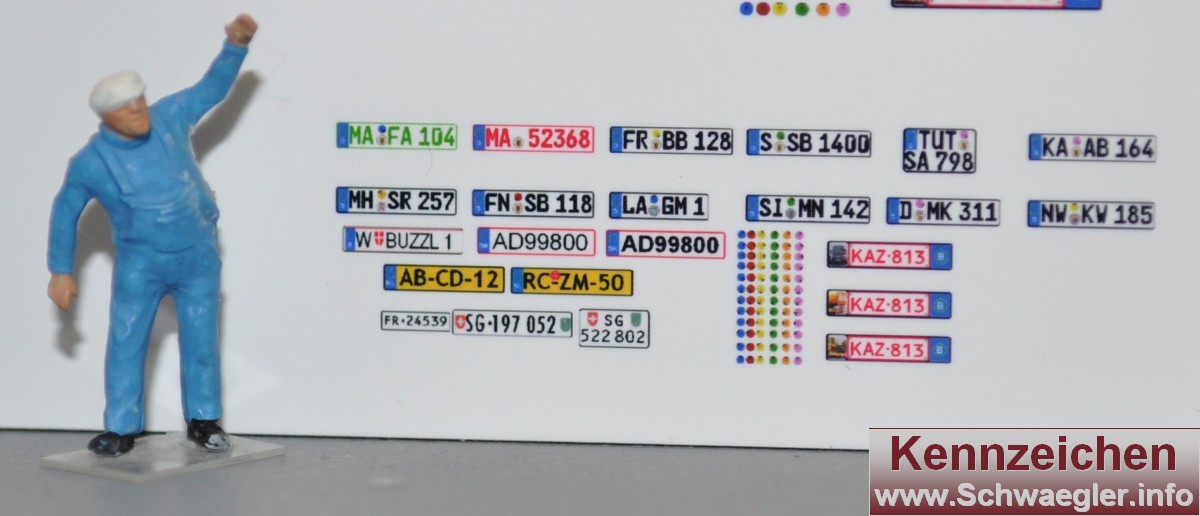 MA FA 104
MA 52368
FR BB 128
S SB 1400
TUT
SA 798
KA AB 164
MH SR 257
FN SB 118
LA GM 1
SI MN 142
D MK 311
NW KW 185
W BUZZL 1
AD99800
AD99800
KAZ·813 B
AB-CD-12
RC ZM-50
KAZ·813 B
FR·24539
SG·197 052
SG
522 802
KAZ·813 B
Kennzeichen
www.Schwaegler.info